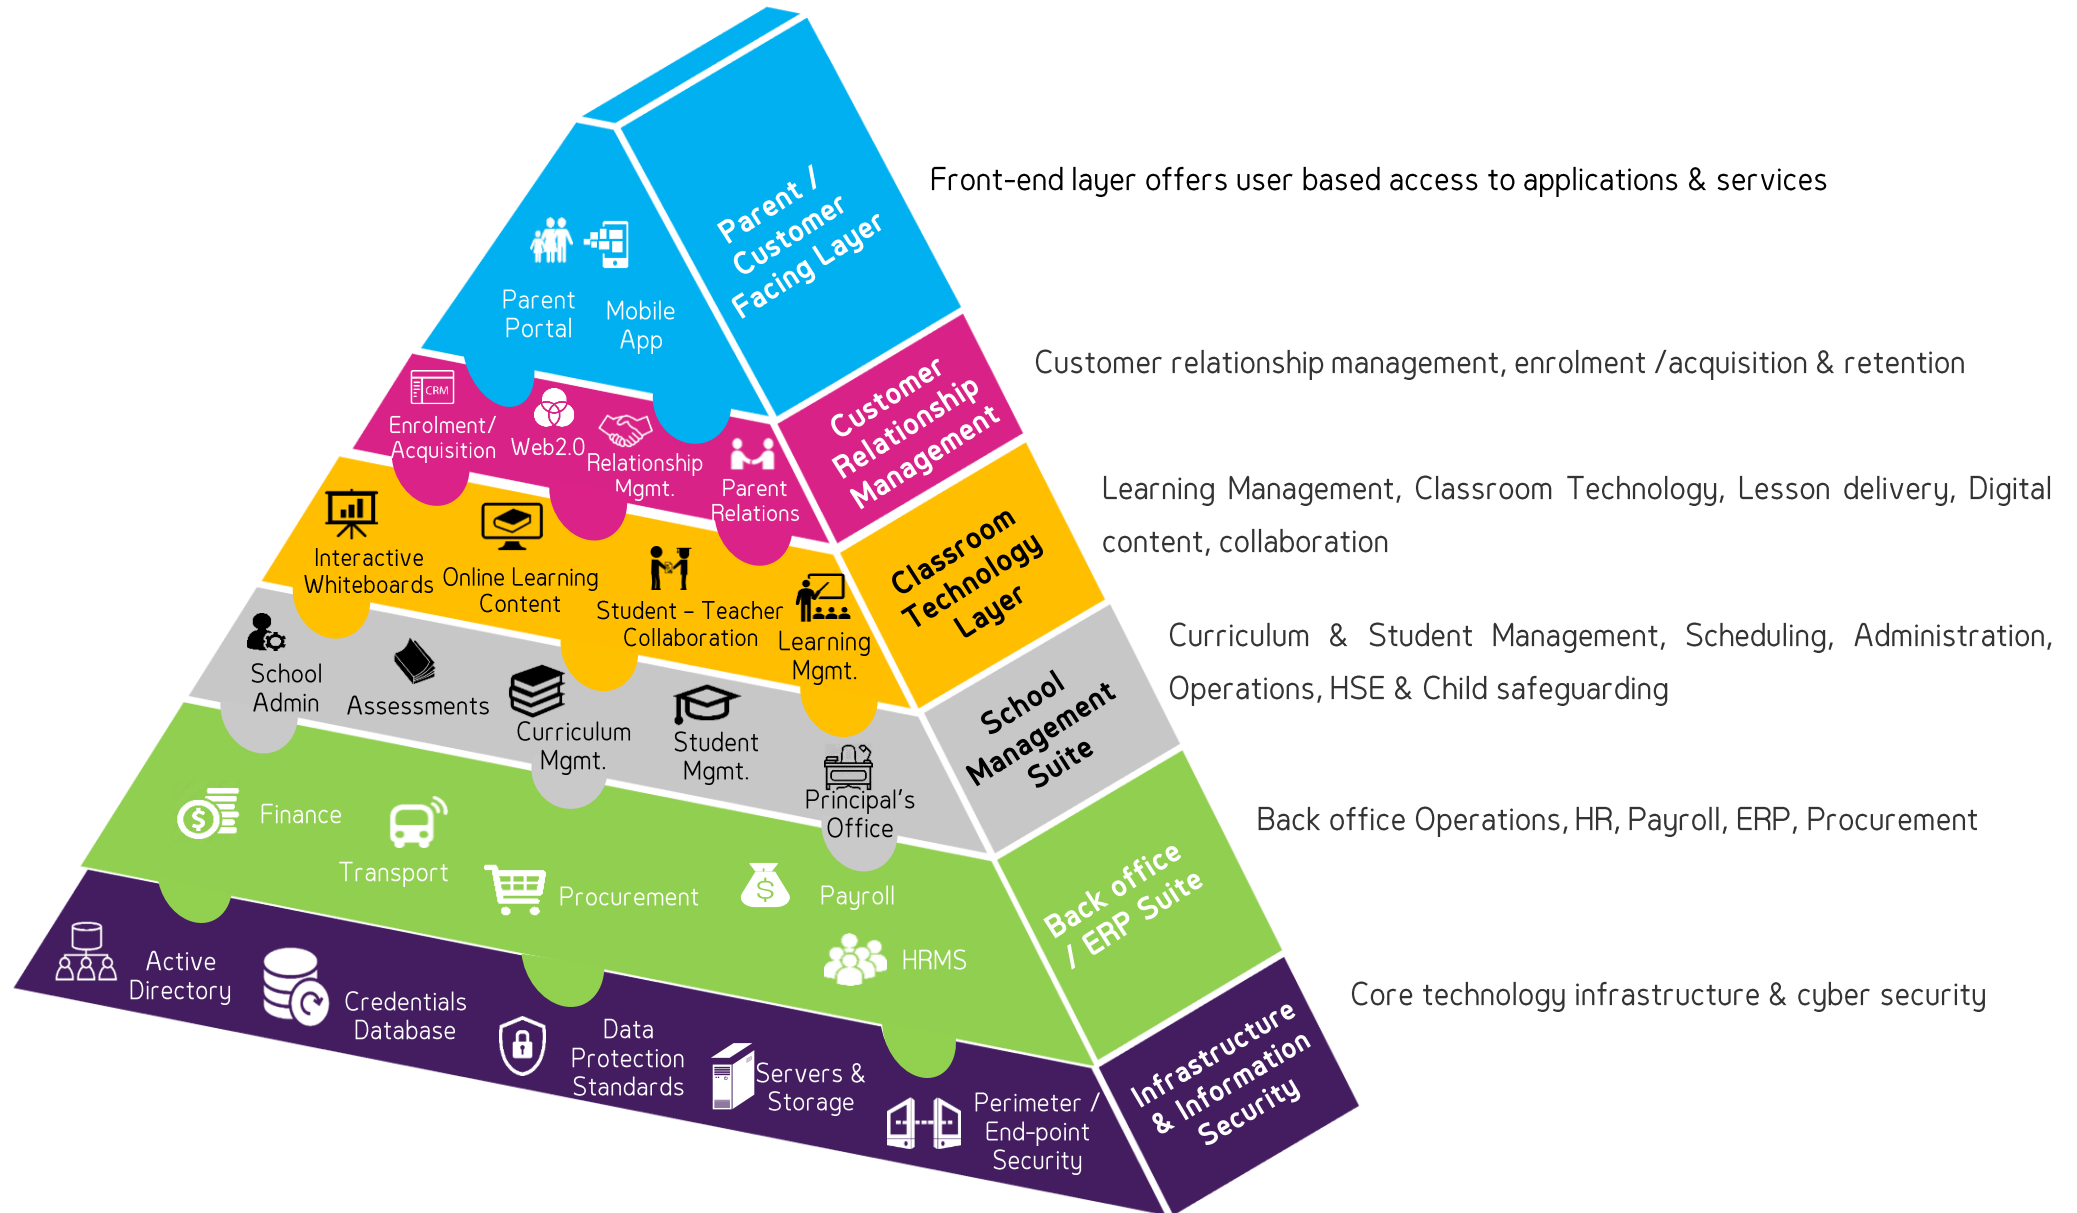 Parent /
Customer
Facing Layer
Front-end layer offers user based access to applications & services
Parent
Portal
Mobile
App
Customer
Relationship
Management
Customer relationship management, enrolment /acquisition & retention
CRM
Enrolment/
Acquisition
Web2.0
Relationship
Mgmt.
Parent
Relations
Classroom
Technology
Layer
Learning Management, Classroom Technology, Lesson delivery, Digital
content, collaboration
Interactive
Whiteboards
Online Learning
Content
Student - Teacher
Collaboration
Learning
Mgmt.
School
Management
Suite
Curriculum & Student Management, Scheduling, Administration,
Operations, HSE & Child safeguarding
School
Admin
Assessments
Curriculum
Mgmt.
Student
Mgmt.
Principal's
Office
Back office
/ ERP Suite
Back office Operations, HR, Payroll, ERP, Procurement
$
Finance
Transport
Procurement
$
Payroll
HRMS
Infrastructure
& Information
Security
Core technology infrastructure & cyber security
Active
Directory
Credentials
Database
Data
Protection
Standards
Servers &
Storage
Perimeter /
End-point
Security